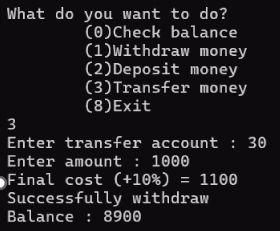 What do you want to do?
(0)Check balance
(1)Withdraw money
(2)Deposit money
(3)Transfer money
(8)Exit
3
Enter transfer account : 30
Enter amount : 1000
Final cost (+10%) = 1100
Successfully withdraw
Balance : 8900